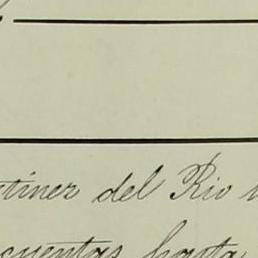 tinez del Rio
cuentas hasta